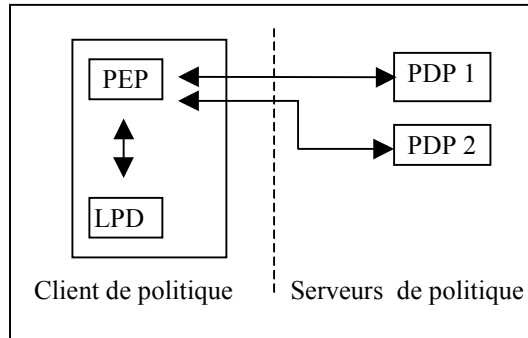 PEP
PDP 1
PDP 2
LPD
Client de politique
Serveurs de politique